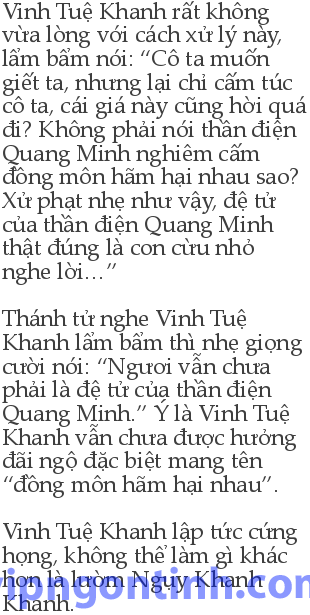 Vinh Tuệ Khanh rất không
vừa lòng với cách xử lý này,
lẩm bẩm nói: “Cô ta muốn
giết ta, nhưng lại chỉ cấm túc
cô ta, cái giá này cũng hời quá
đi? Không phải nói thần điện
Quang Minh nghiêm cấm
đồng môn hãm hại nhau sao?
Xử phạt nhẹ như vậy, đệ tử
của thần điện Quang Minh
thật đúng là con cừu nhỏ
nghe lời...”
Thánh tử nghe Vinh Tuệ
Khanh lẩm bẩm thì nhẹ giọng
cười nói: “Ngươi vẫn chưa
phải là đệ tử của thần điện
Quang Minh.” Ý là Vinh Tuệ
Khanh vẫn chưa được hưởng
đãi ngộ đặc biệt mang tên
“đồng môn hãm hại nhau”.
Vinh Tuệ Khanh lập tức cứng
họng, không thể làm gì khác
hơn là lườm Ngụy Khanh
Khanh.
vipngontinh.com